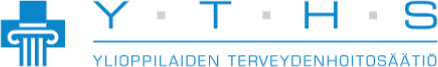 Y · T · H · S
YLIOPPILAIDEN TERVEYDENHOITOSÄÄTIÖ